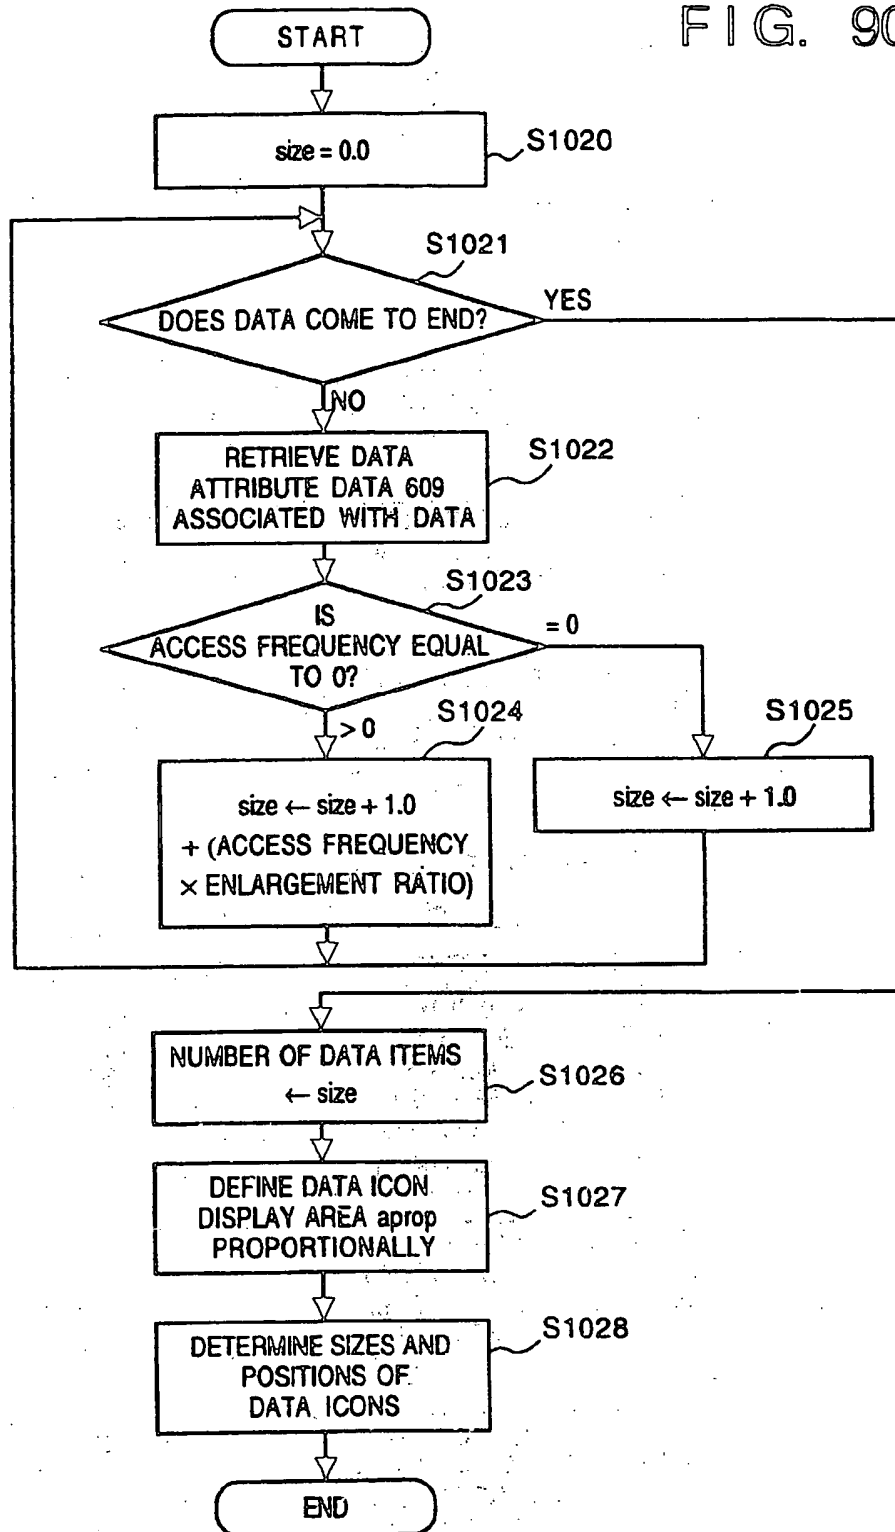 FIG. 90
START
size = 0.0
S1020
S1021
DOES DATA COME TO END?
YES
NO
RETRIEVE DATA
ATTRIBUTE DATA 609
ASSOCIATED WITH DATA
S1022
S1023
IS
ACCESS FREQUENCY EQUAL
TO 0?
= 0
> 0
S1024
size ← size + 1.0
+ (ACCESS FREQUENCY
× ENLARGEMENT RATIO)
S1025
size ← size + 1.0
NUMBER OF DATA ITEMS
← size
S1026
DEFINE DATA ICON
DISPLAY AREA aprop
PROPORTIONALLY
S1027
DETERMINE SIZES AND
POSITIONS OF
DATA ICONS
S1028
END